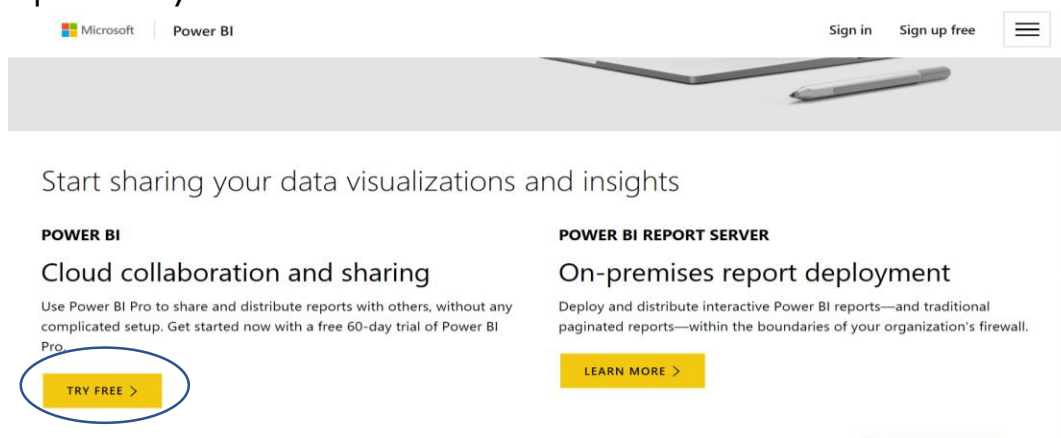 Microsoft Power BI Sign in Sign up free
Start sharing your data visualizations and insights
POWER BI
Cloud collaboration and sharing
Use Power BI Pro to share and distribute reports with others, without any
complicated setup. Get started now with a free 60-day trial of Power BI
Pro.
TRY FREE >
POWER BI REPORT SERVER
On-premises report deployment
Deploy and distribute interactive Power BI reports—and traditional
paginated reports—within the boundaries of your organization's firewall.
LEARN MORE >